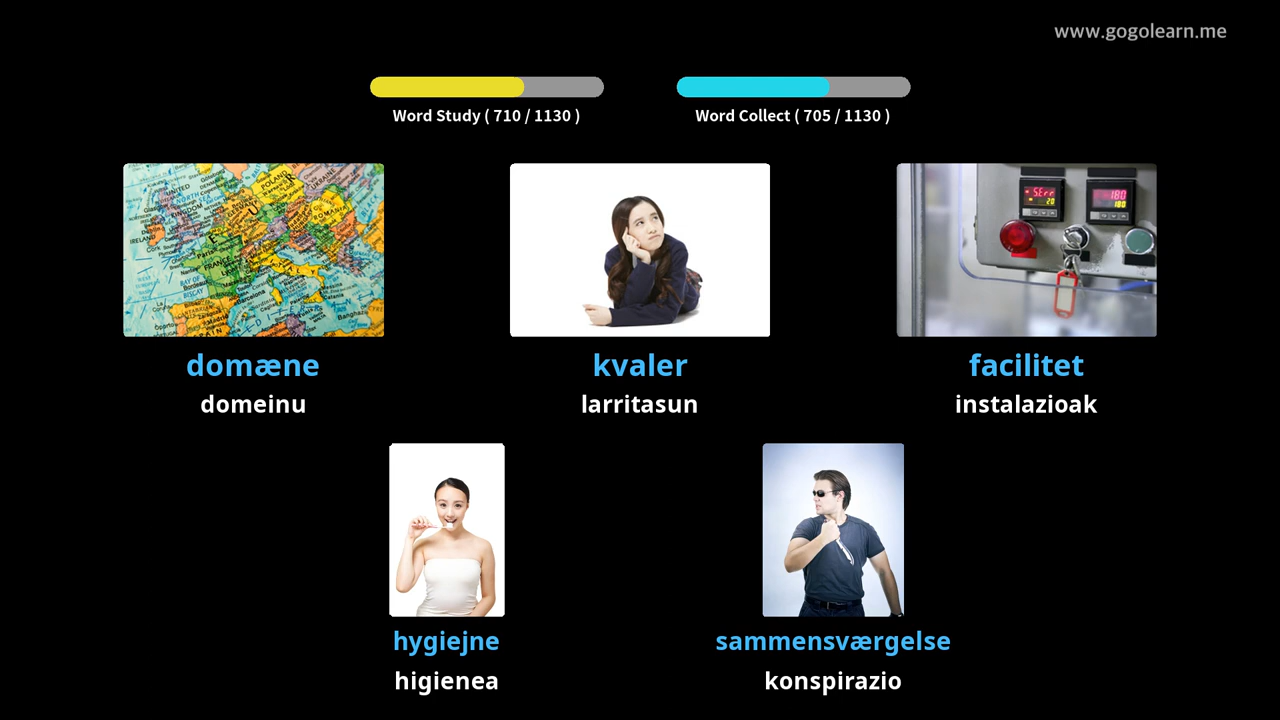 www.gogolearn.me
Word Study ( 710 / 1130 )
Word Collect ( 705 / 1130 )
domæne
domeinu
kvaler
larritasun
facilitet
instalazioak
hygiejne
higienea
sammensværgelse
konspirazio